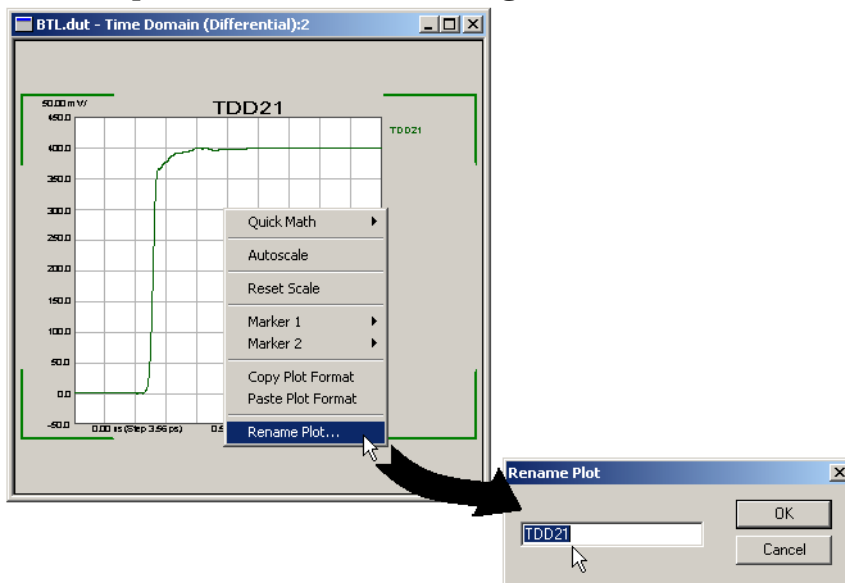 BTL.dut - Time Domain (Differential):2
50.00 mV/
TDD21
450.0
TDD21
400.0
350.0
300.0
250.0
200.0
150.0
100.0
50.0
0.0
-50.0
0.00 ns (Step 3.56 ps)
Quick Math
Autoscale
Reset Scale
Marker 1
Marker 2
Copy Plot Format
Paste Plot Format
Rename Plot...
Rename Plot
TDD21
OK
Cancel